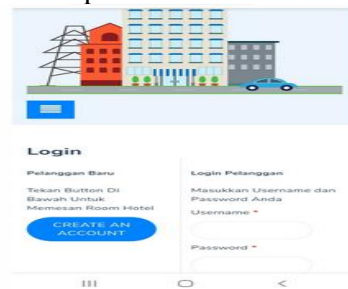 Login
Pelanggan Baru
Tekan Button Di
Bawah Untuk
Memesan Room Hotel
CREATE AN
ACCOUNT
Login Pelanggan
Masukkan Username dan
Password Anda
Username *
Password *